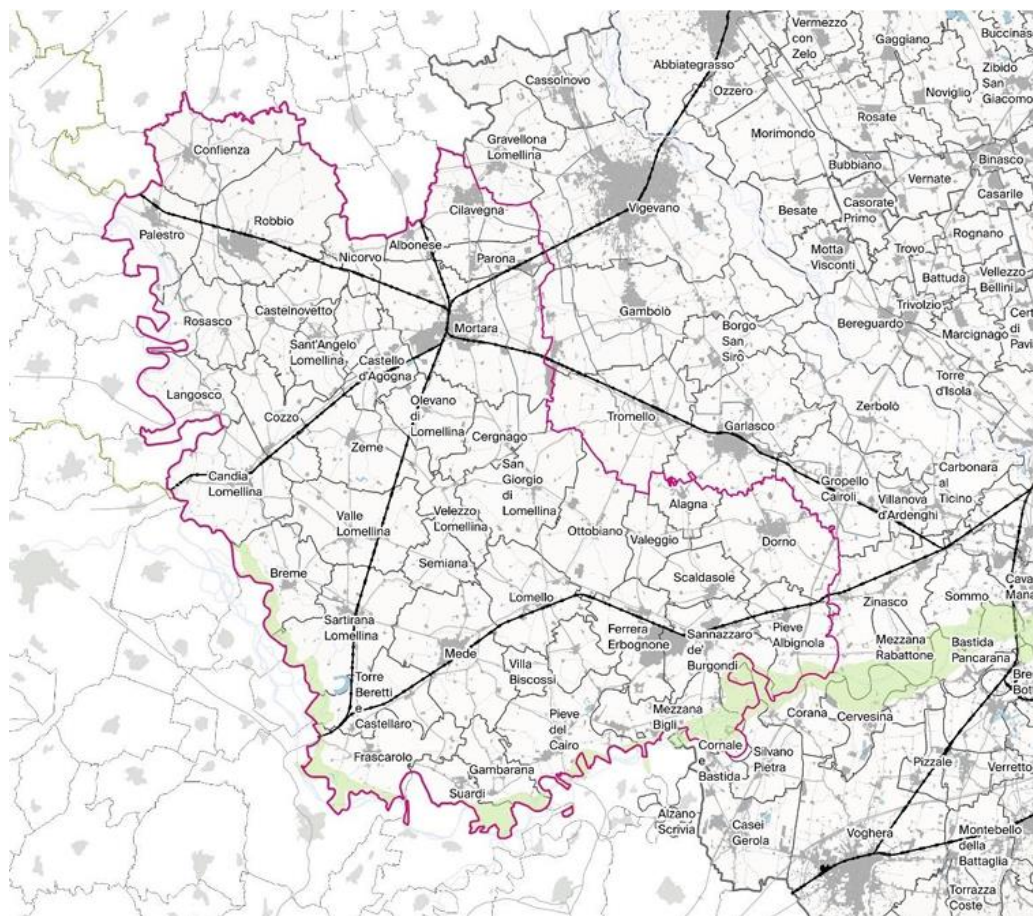 Vermezzo
con
Zelo
Gaggiano
Buccinas
Abbiategrasso
Cassolnovo
Zibido
San
Giacomo
Ozzero
Noviglio
Rosate
Morimondo
Gravellona
Lomellina
Confienza
Bubbiano
Binasco
Vernate
Casarile
Cilavegna
Vigevano
Besate
Casorate
Primo
Robbio
Palestro
Albonese
Rognano
Nicorvo
Parona
Motta
Visconti
Trovo
Battuda
Vellezzo
Bellini
Trivolzio
Rosasco
Castelnovetto
Gambolò
Bereguardo
Marcignago
Cert
di
Pavi
Mortara
Borgo
San
Siro
Sant'Angelo
Lomellina
Castello
d'Agogna
Torre
d'Isola
Langosco
Cozzo
Olevano
di
Lomellina
Zerbolò
Tromello
Garlasco
Cergnago
Zeme
Candia
Lomellina
San
Giorgio
di
Lomellina
Carbonara
al
Ticino
Gropello
Cairoli
Villanova
d'Ardenghi
Alagna
Valle
Lomellina
Velezzo
Lomellina
Ottobiano
Valeggio
Dorno
Breme
Semiana
Scaldasole
Lomello
Zinasco
Sommo
Cava
Mana
Sartirana
Lomellina
Ferrera
Erbognone
Sannazzaro
de'
Burgondi
Pieve
Albignola
Mezzana
Rabattone
Bastida
Pancarana
Mede
Villa
Biscossi
Torre
Beretti
e
Castellaro
Bre
Bot
Mezzana
Bigli
Pieve
del
Cairo
Corana
Cervesina
Frascarolo
Gambarana
Suardi
Cornale
e
Bastida
Silvano
Pietra
Pizzale
Verretto
Alzano
Scrivia
Casei
Gerola
Voghera
Montebello
della
Battaglia
Torrazza
Coste